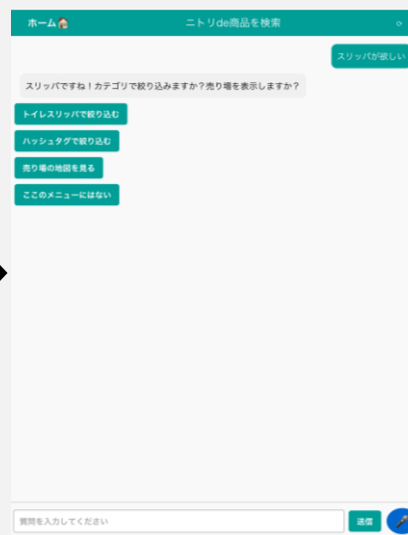 ホーム🏠 ニトリde商品を検索
スリッパが欲しい
スリッパですね！カテゴリで絞り込みますか？売り場を表示しますか？
トイレスリッパで絞り込む
ハッシュタグで絞り込む
売り場の地図を見る
ここのメニューにはない
質問を入力してください 送信